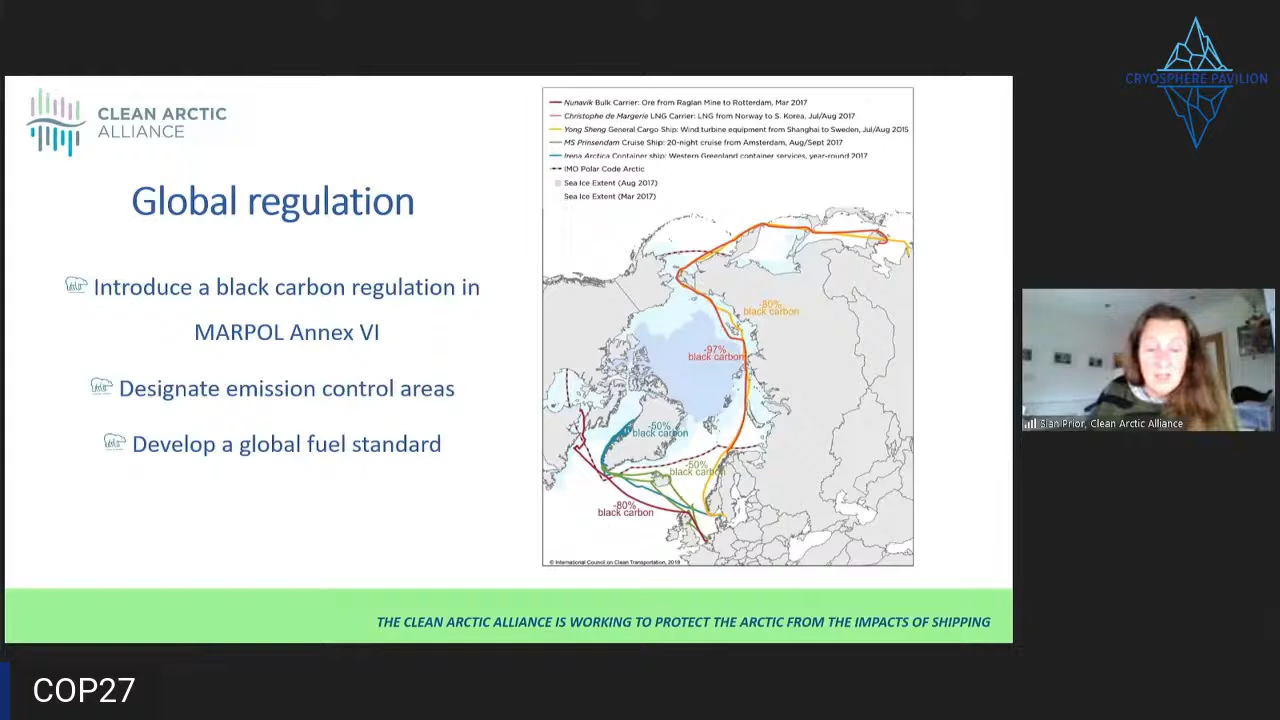 CRYOSPHERE PAVILION
CLEAN ARCTIC
ALLIANCE
Global regulation
Introduce a black carbon regulation in
MARPOL Annex VI
Designate emission control areas
Develop a global fuel standard
Nunavik Bulk Carrier: Ore from Raglan Mine to Rotterdam, Mar 2017
Christophe de Margerie LNG Carrier: LNG from Norway to S. Korea, Jul/Aug 2017
Yong Sheng General Cargo Ship: Wind turbine equipment from Shanghai to Sweden, Jul/Aug 2015
MS Prinsendam Cruise Ship: 20-night cruise from Amsterdam, Aug/Sept 2017
Irena Arctica Container ship: Western Greenland container services, year-round 2017
IMO Polar Code Arctic
Sea Ice Extent (Aug 2017)
Sea Ice Extent (Mar 2017)
-80%
black carbon
-97%
black carbon
-50%
black carbon
-50%
black carbon
-80%
black carbon
© International Council on Clean Transportation, 2019
Sian Prior, Clean Arctic Alliance
THE CLEAN ARCTIC ALLIANCE IS WORKING TO PROTECT THE ARCTIC FROM THE IMPACTS OF SHIPPING
COP27